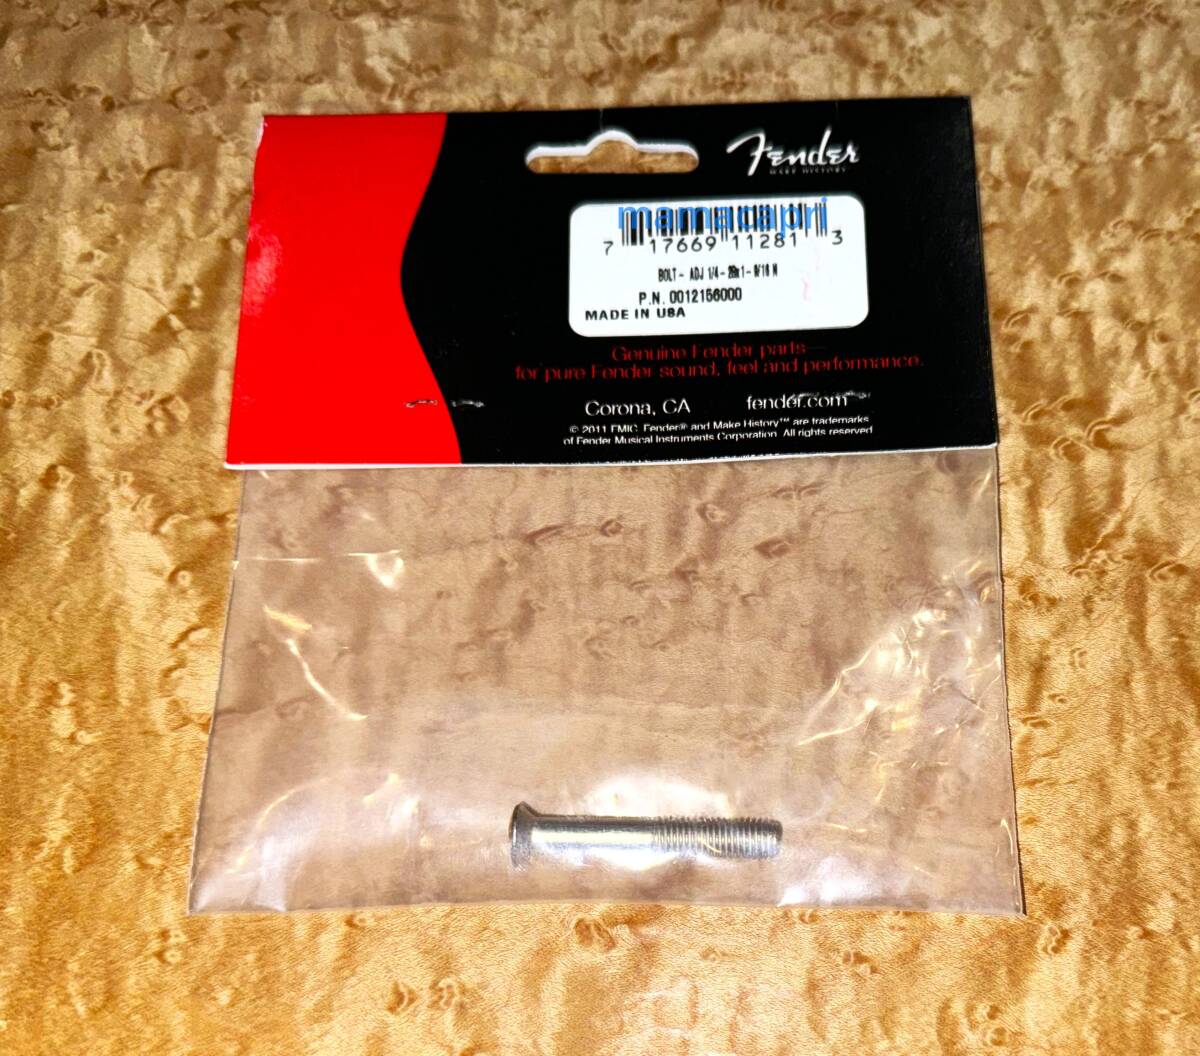 Fender
MAKE HISTORY
mamacapri
7 17669 11281 3
BOLT - ADJ 1/4 - 28x1 - 9/16 N
P.N. 0012156000
MADE IN USA
Genuine Fender parts—
for pure Fender sound, feel and performance.
Corona, CA fender.com
© 2011 FMIC. Fender® and Make History™ are trademarks
of Fender Musical Instruments Corporation. All rights reserved